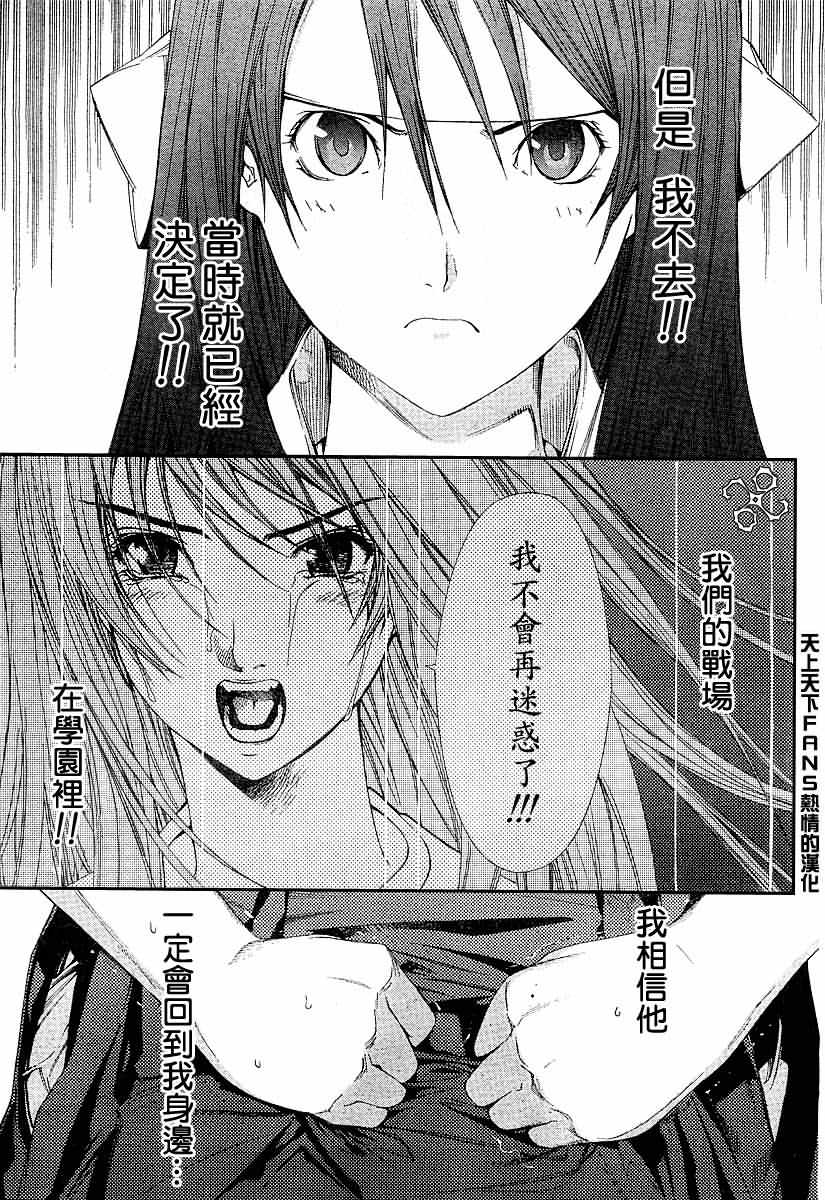 但是 我不去!!
當時就已經
決定了!!
我們的戰場
我不會再迷惑了!!!
在學園裡!!
天上天下FANS熱情的漢化
我相信他
一定會回到我身邊…